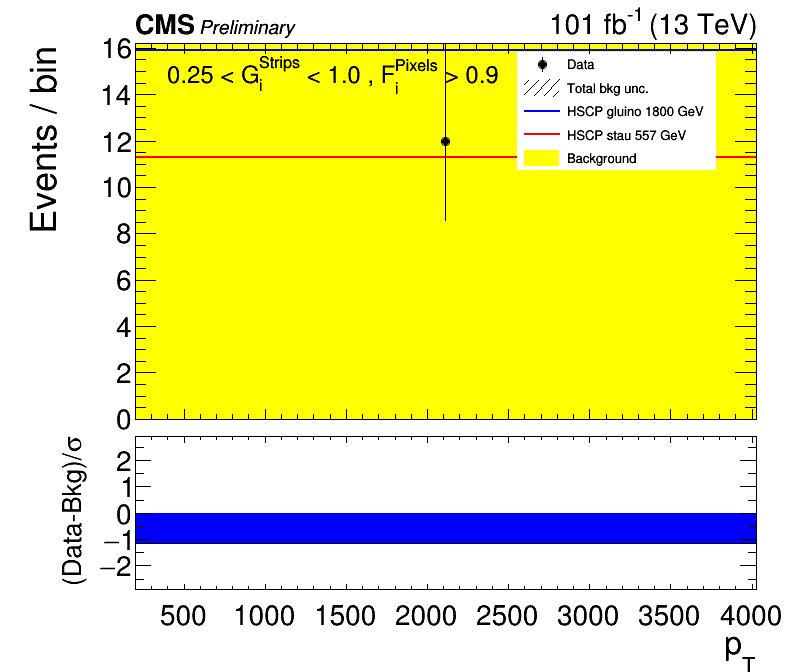 CMS Preliminary 101 fb⁻¹ (13 TeV)
Events / bin
0.25 < G_i^Strips < 1.0 , F_i^Pixels > 0.9
Data
Total bkg unc.
HSCP gluino 1800 GeV
HSCP stau 557 GeV
Background
16
14
12
10
8
6
4
2
0
(Data-Bkg)/σ
2
1
0
−1
−2
500 1000 1500 2000 2500 3000 3500 4000
p_T